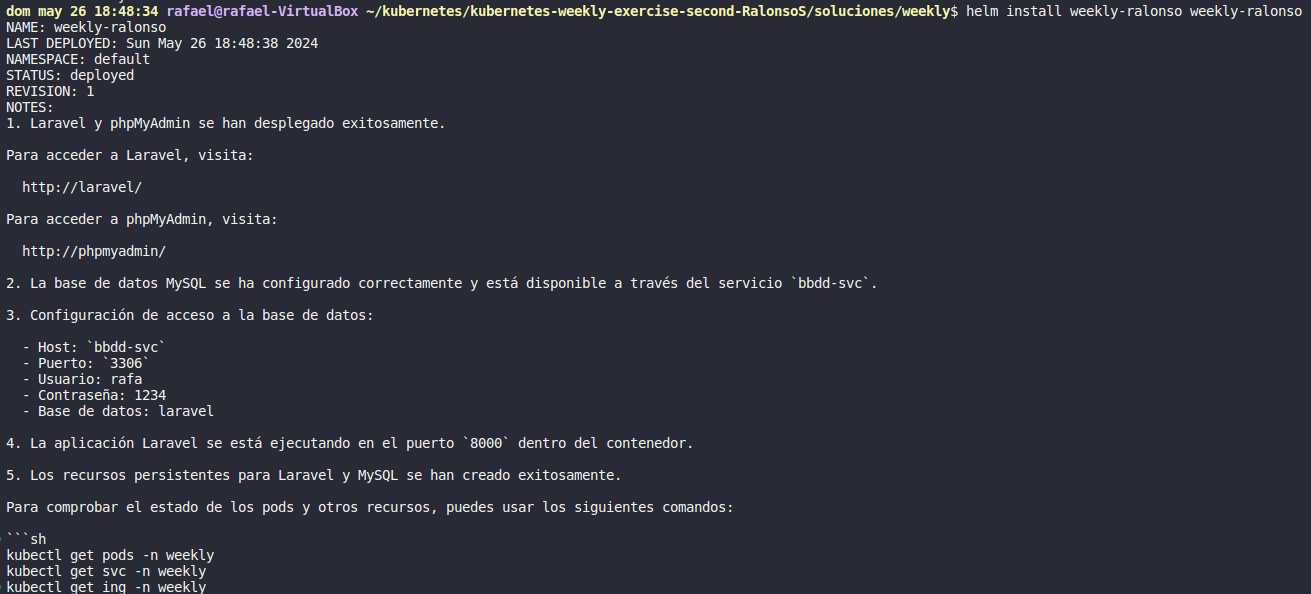 dom may 26 18:48:34 rafael@rafael-VirtualBox ~/kubernetes/kubernetes-weekly-exercise-second-RalonsoS/soluciones/weekly$ helm install weekly-ralonso weekly-ralonso
NAME: weekly-ralonso
LAST DEPLOYED: Sun May 26 18:48:38 2024
NAMESPACE: default
STATUS: deployed
REVISION: 1
NOTES:
1. Laravel y phpMyAdmin se han desplegado exitosamente.
Para acceder a Laravel, visita:
http://laravel/
Para acceder a phpMyAdmin, visita:
http://phpmyadmin/
2. La base de datos MySQL se ha configurado correctamente y está disponible a través del servicio `bbdd-svc`.
3. Configuración de acceso a la base de datos:
- Host: `bbdd-svc`
- Puerto: `3306`
- Usuario: rafa
- Contraseña: 1234
- Base de datos: laravel
4. La aplicación Laravel se está ejecutando en el puerto `8000` dentro del contenedor.
5. Los recursos persistentes para Laravel y MySQL se han creado exitosamente.
Para comprobar el estado de los pods y otros recursos, puedes usar los siguientes comandos:
```sh
kubectl get pods -n weekly
kubectl get svc -n weekly
kubectl get ing -n weekly